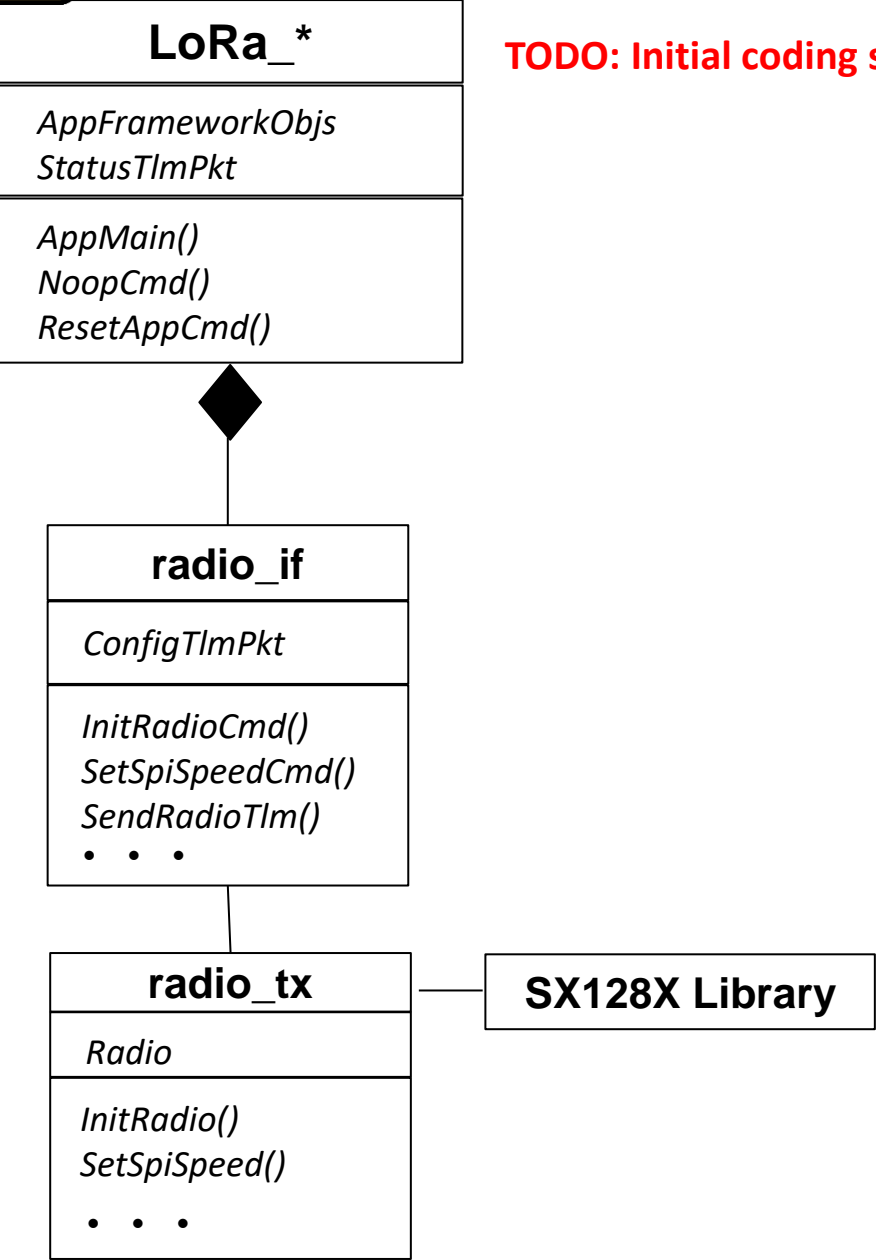 LoRa_*
TODO: Initial coding
AppFrameworkObjs
StatusTlmPkt
AppMain()
NoopCmd()
ResetAppCmd()
radio_if
ConfigTlmPkt
InitRadioCmd()
SetSpiSpeedCmd()
SendRadioTlm()
• • •
radio_tx
SX128X Library
Radio
InitRadio()
SetSpiSpeed()
• • •